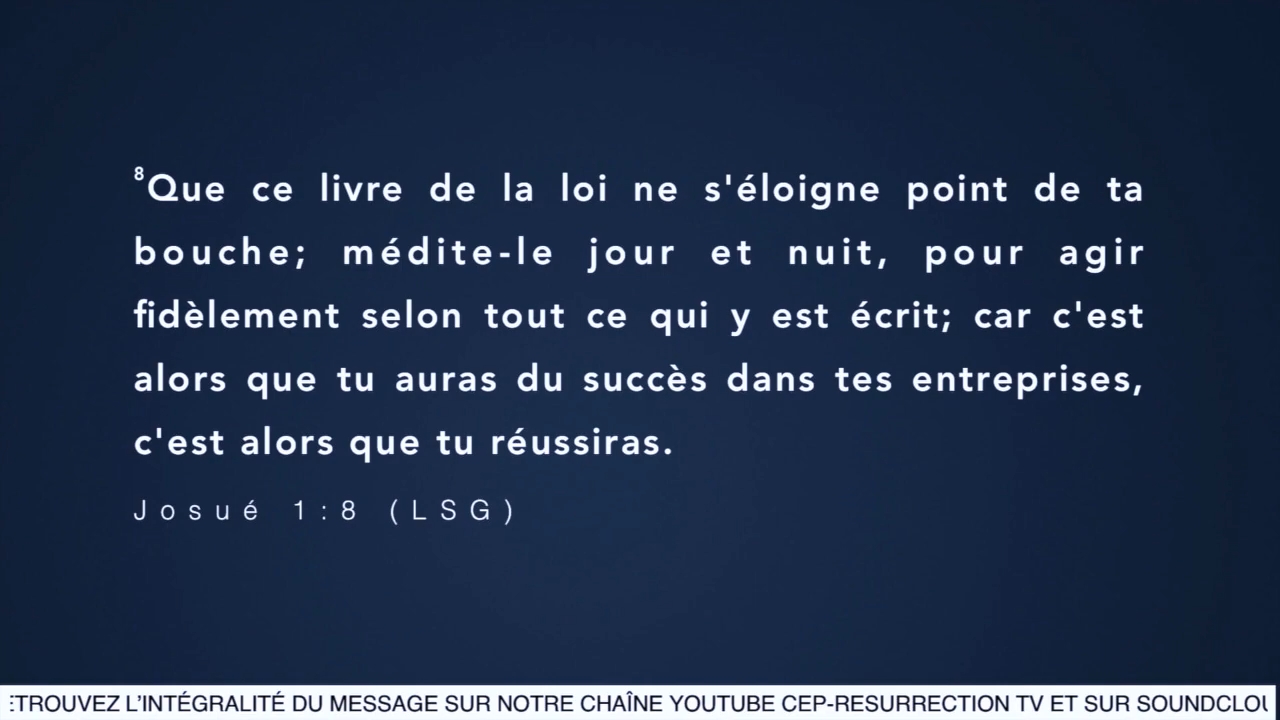 ⁸Que ce livre de la loi ne s'éloigne point de ta
bouche; médite-le jour et nuit, pour agir
fidèlement selon tout ce qui y est écrit; car c'est
alors que tu auras du succès dans tes entreprises,
c'est alors que tu réussiras.
Josué 1:8 (LSG)
L'INTÉGRALITÉ DU MESSAGE SUR NOTRE CHAÎNE YOUTUBE CEP-RESURRECTION TV ET SUR